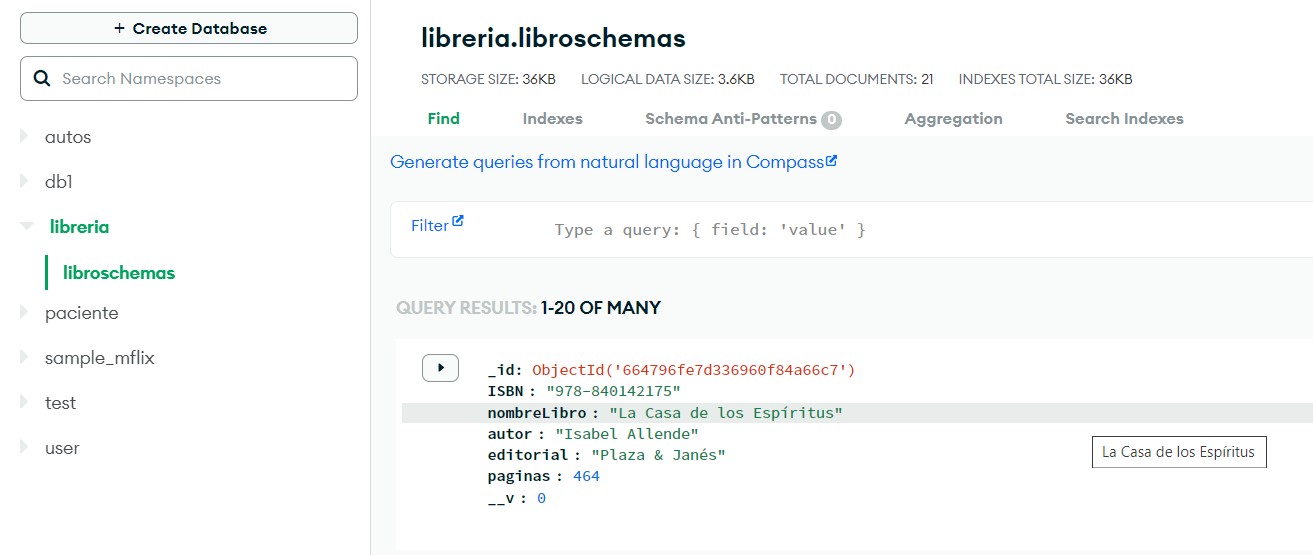 + Create Database
Search Namespaces
autos
db1
libreria
libroschemas
paciente
sample_mflix
test
user
libreria.libroschemas
STORAGE SIZE: 36KB LOGICAL DATA SIZE: 3.6KB TOTAL DOCUMENTS: 21 INDEXES TOTAL SIZE: 36KB
Find Indexes Schema Anti-Patterns 0 Aggregation Search Indexes
Generate queries from natural language in Compass
Filter Type a query: { field: 'value' }
QUERY RESULTS: 1-20 OF MANY
_id: ObjectId('664796fe7d336960f84a66c7')
ISBN : "978-840142175"
nombreLibro : "La Casa de los Espíritus"
autor : "Isabel Allende"
editorial : "Plaza & Janés"
La Casa de los Espíritus
paginas : 464
__v : 0